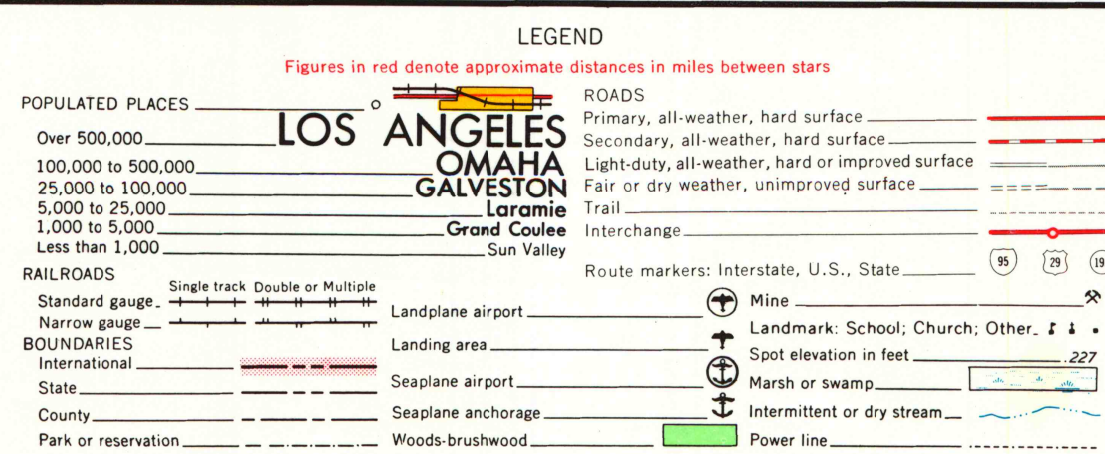 LEGEND
Figures in red denote approximate distances in miles between stars
POPULATED PLACES
Over 500,000 LOS ANGELES
100,000 to 500,000 OMAHA
25,000 to 100,000 GALVESTON
5,000 to 25,000 Laramie
1,000 to 5,000 Grand Coulee
Less than 1,000 Sun Valley
ROADS
Primary, all-weather, hard surface
Secondary, all-weather, hard surface
Light-duty, all-weather, hard or improved surface
Fair or dry weather, unimproved surface
Trail
Interchange
Route markers: Interstate, U.S., State 95 29 19
RAILROADS
Single track Double or Multiple
Standard gauge
Narrow gauge
BOUNDARIES
International
State
County
Park or reservation
Landplane airport
Landing area
Seaplane airport
Seaplane anchorage
Woods-brushwood
Mine
Landmark: School; Church; Other
Spot elevation in feet .227
Marsh or swamp
Intermittent or dry stream
Power line